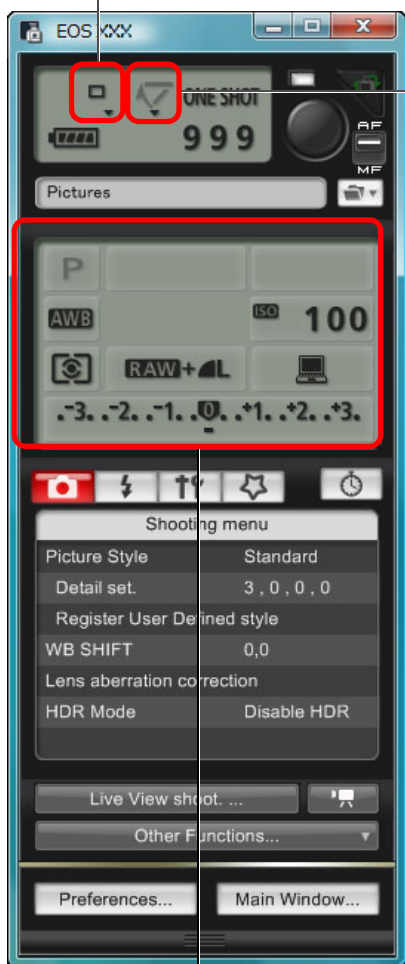 EOS XXX
ONE SHOT
999
AF
MF
Pictures
P
AWB
ISO 100
RAW+L
.-3. .-2. .-1. .0. .+1. .+2. .+3.
Shooting menu
Picture Style Standard
Detail set. 3 , 0 , 0 , 0
Register User Defined style
WB SHIFT 0,0
Lens aberration correction
HDR Mode Disable HDR
Live View shoot. ...
Other Functions...
Preferences... Main Window...